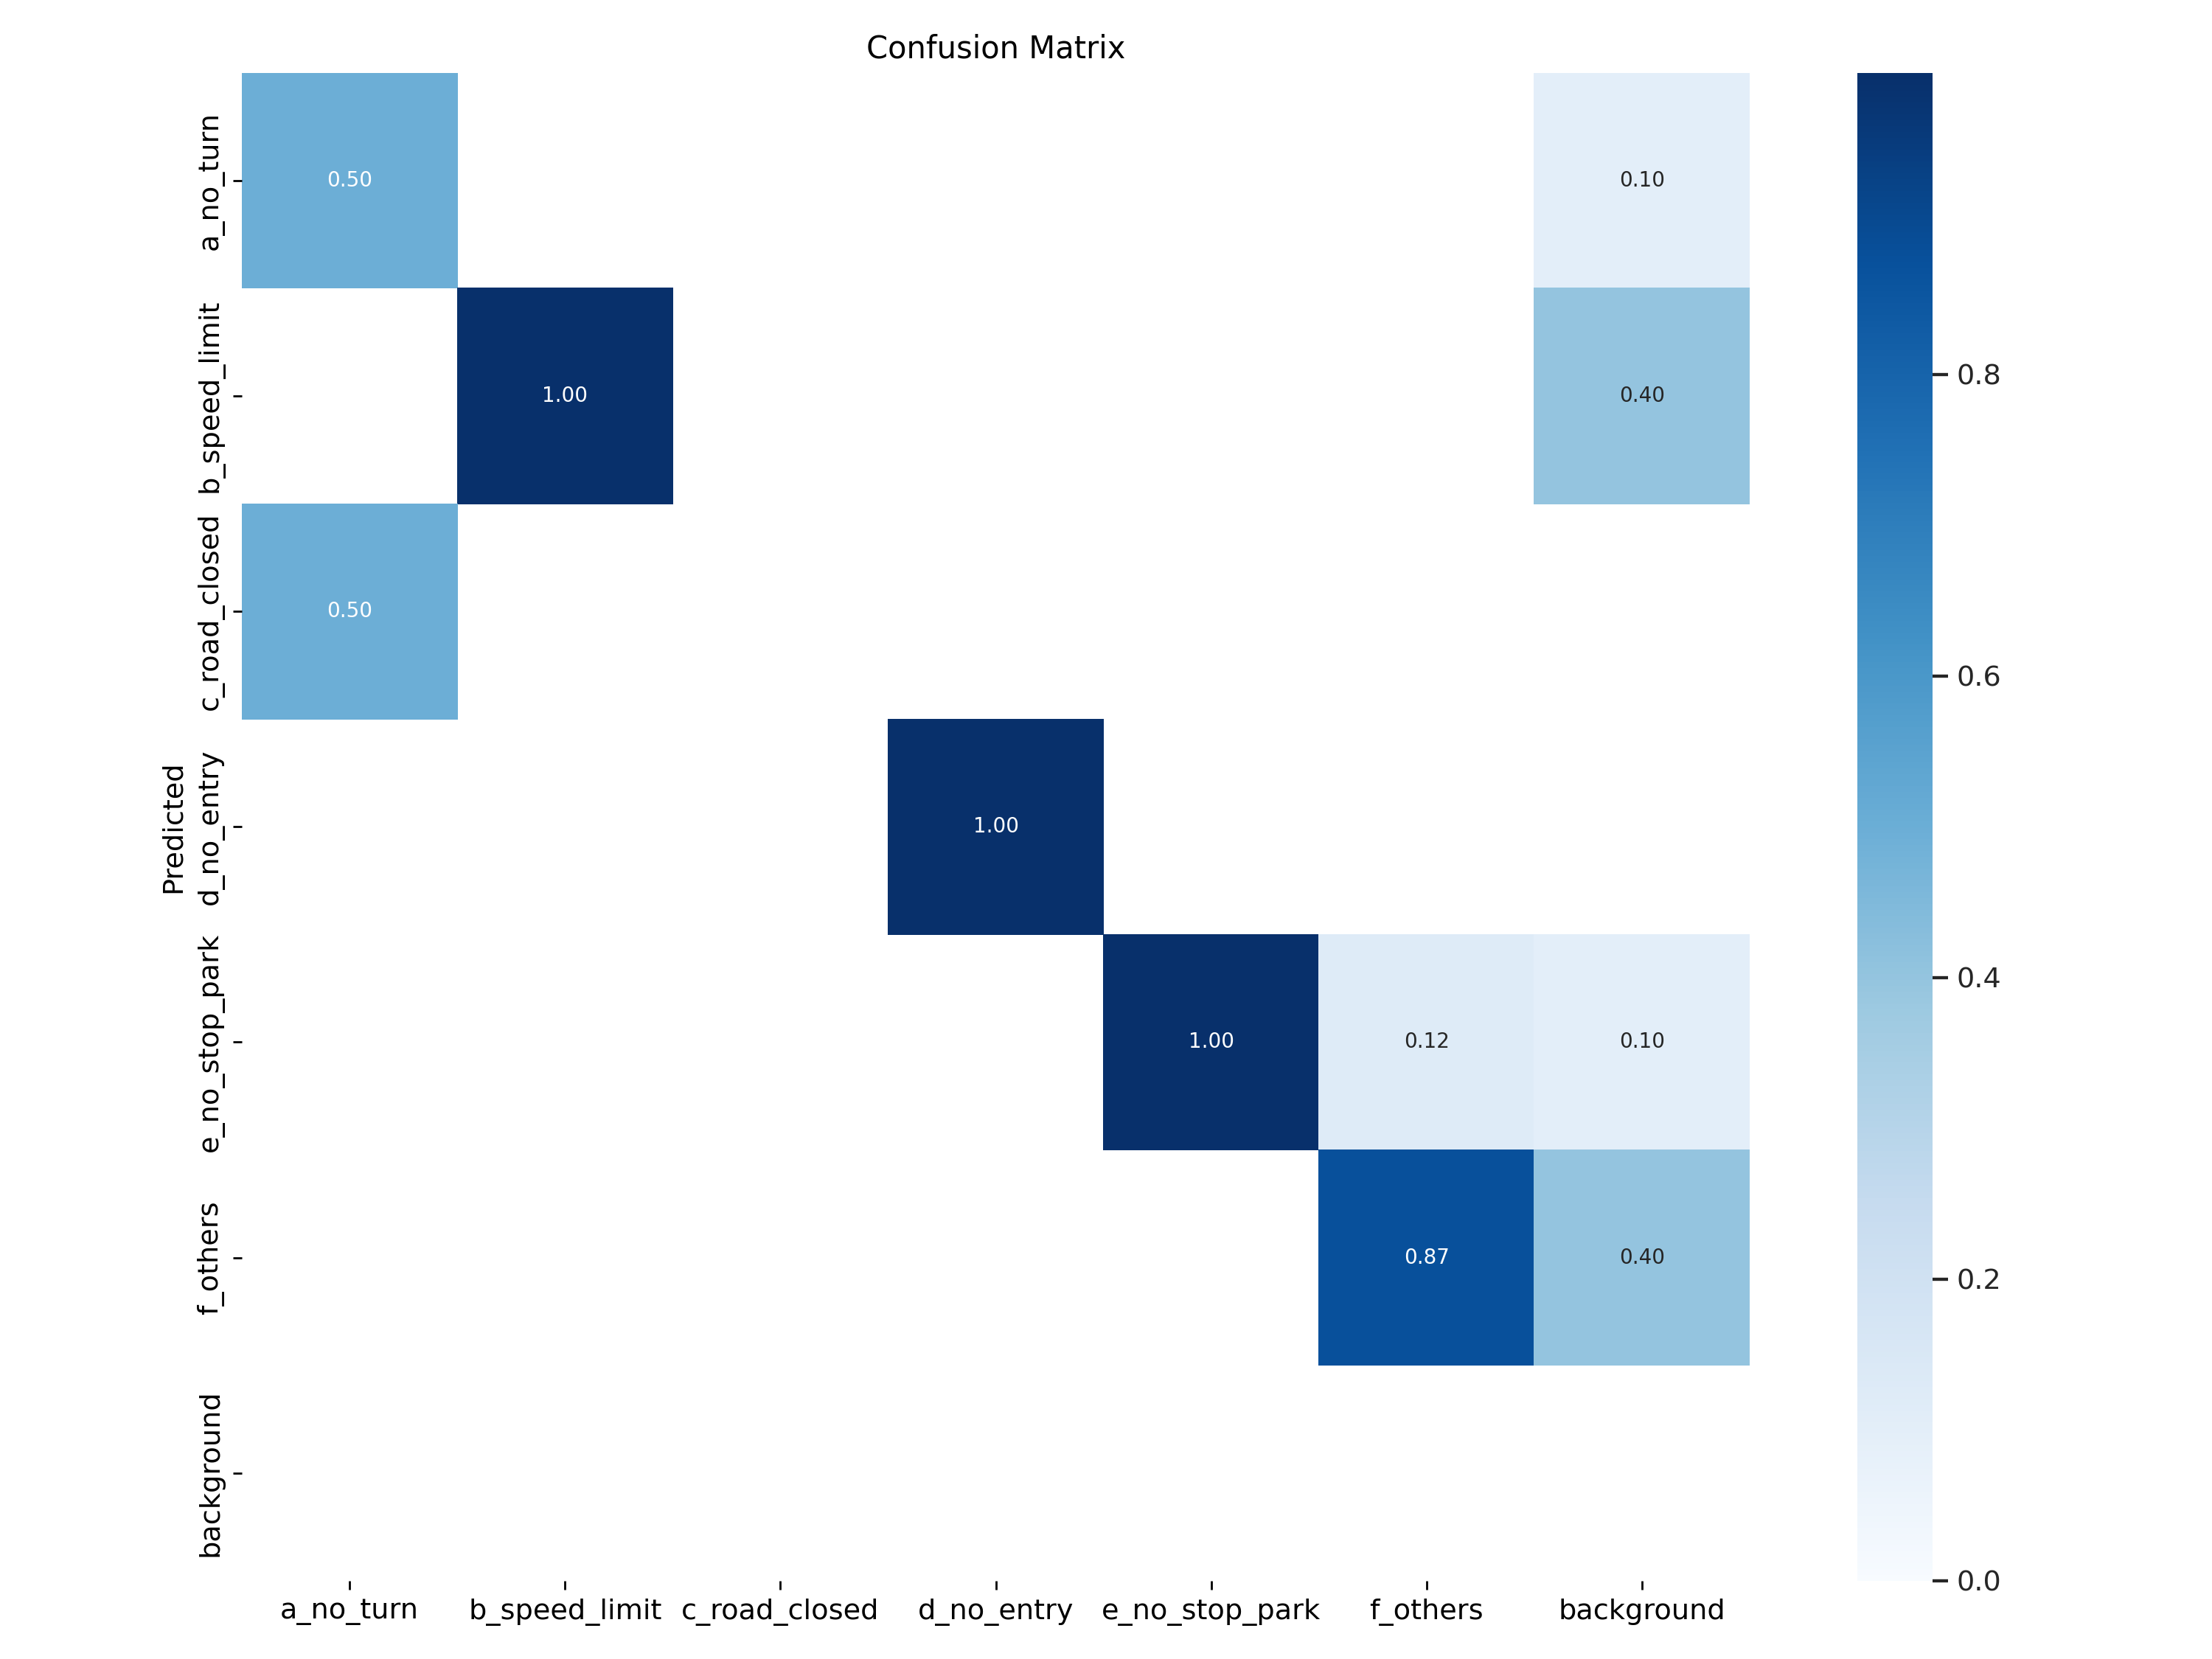 Confusion Matrix
a_no_turn
0.50
0.10
b_speed_limit
1.00
0.40
0.8
c_road_closed
0.50
0.6
Predicted
d_no_entry
1.00
0.4
e_no_stop_park
1.00
0.12
0.10
f_others
0.87
0.40
0.2
background
0.0
a_no_turn b_speed_limit c_road_closed d_no_entry e_no_stop_park f_others background